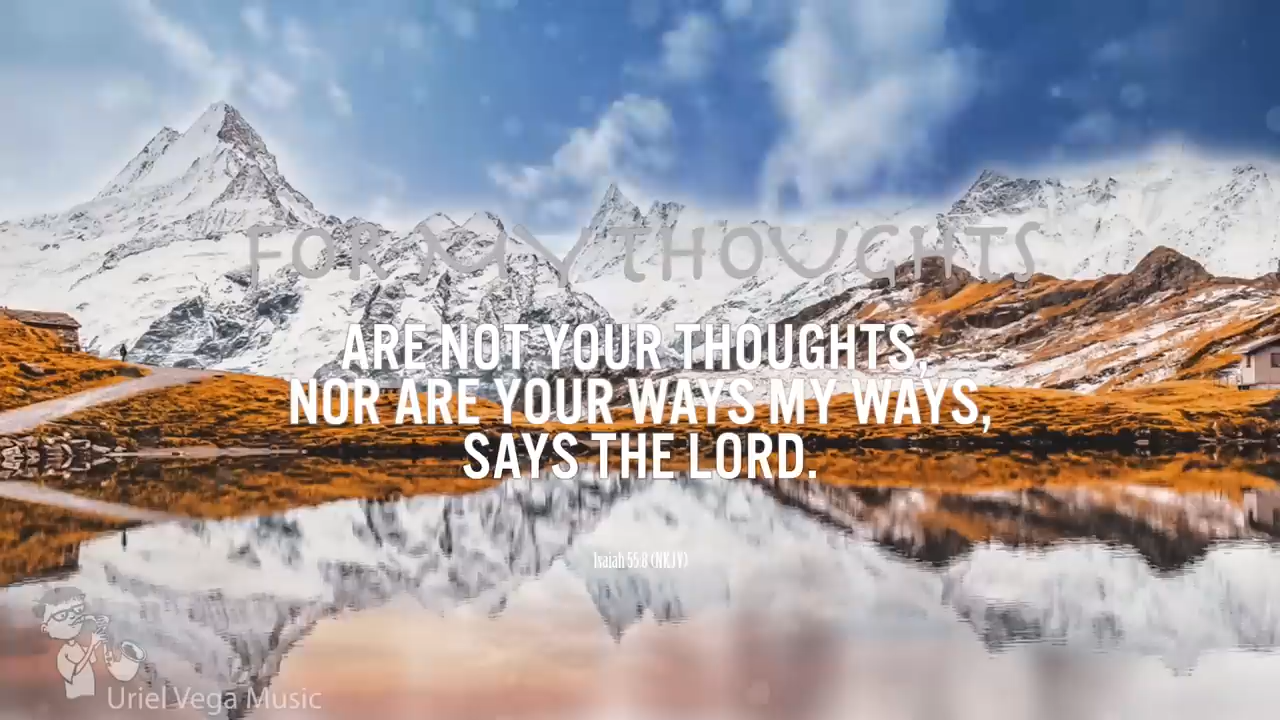 FOR MY THOUGHTS
ARE NOT YOUR THOUGHTS,
NOR ARE YOUR WAYS MY WAYS,
SAYS THE LORD.
Isaiah 55:8 (NKJV)
Uriel Vega Music